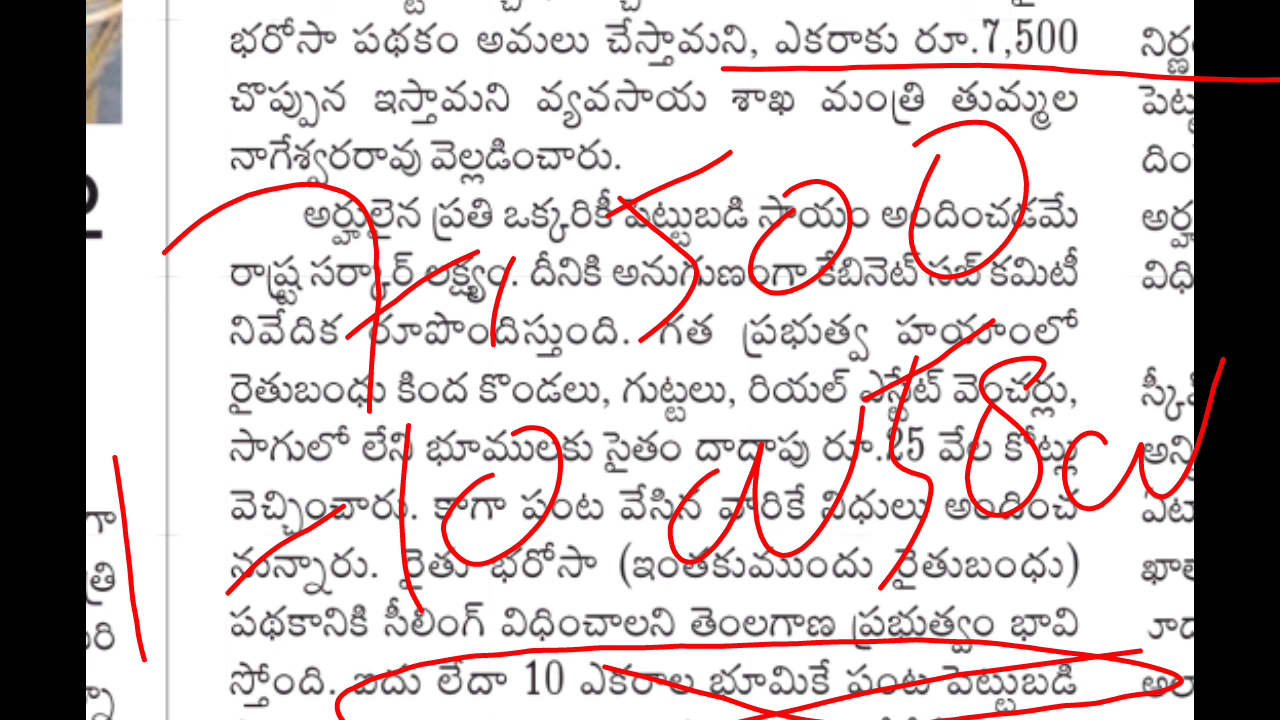 భరోసా పథకం అమలు చేస్తామని, ఎకరాకు రూ.7,500
చొప్పున ఇస్తామని వ్యవసాయ శాఖ మంత్రి తుమ్మల
నాగేశ్వరరావు వెల్లడించారు.
అర్హులైన ప్రతి ఒక్కరికీ పెట్టుబడి సాయం అందించడమే
రాష్ట్ర సర్కార్ లక్ష్యం. దీనికి అనుగుణంగా కేబినెట్ సబ్ కమిటీ
నివేదిక రూపొందిస్తుంది. గత ప్రభుత్వ హయాంలో
రైతుబంధు కింద కొండలు, గుట్టలు, రియల్ ఎస్టేట్ వెంచర్లు,
సాగులో లేని భూములకు సైతం దాదాపు రూ.25 వేల కోట్లు
వెచ్చించారు. కాగా పంట వేసిన వారికే నిధులు అందించ
నున్నారు. రైతు భరోసా (ఇంతకుముందు రైతుబంధు)
పథకానికి సీలింగ్ విధించాలని తెలంగాణ ప్రభుత్వం భావి
స్తోంది. ఐదు లేదా 10 ఎకరాల భూమికే పంట పెట్టుబడి
7,500
10